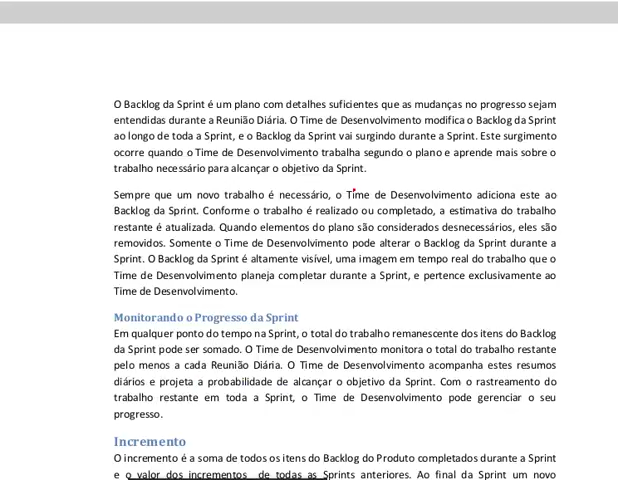 O Backlog da Sprint é um plano com detalhes suficientes que as mudanças no progresso sejam
entendidas durante a Reunião Diária. O Time de Desenvolvimento modifica o Backlog da Sprint
ao longo de toda a Sprint, e o Backlog da Sprint vai surgindo durante a Sprint. Este surgimento
ocorre quando o Time de Desenvolvimento trabalha segundo o plano e aprende mais sobre o
trabalho necessário para alcançar o objetivo da Sprint.
Sempre que um novo trabalho é necessário, o Time de Desenvolvimento adiciona este ao
Backlog da Sprint. Conforme o trabalho é realizado ou completado, a estimativa do trabalho
restante é atualizada. Quando elementos do plano são considerados desnecessários, eles são
removidos. Somente o Time de Desenvolvimento pode alterar o Backlog da Sprint durante a
Sprint. O Backlog da Sprint é altamente visível, uma imagem em tempo real do trabalho que o
Time de Desenvolvimento planeja completar durante a Sprint, e pertence exclusivamente ao
Time de Desenvolvimento.
Monitorando o Progresso da Sprint
Em qualquer ponto do tempo na Sprint, o total do trabalho remanescente dos itens do Backlog
da Sprint pode ser somado. O Time de Desenvolvimento monitora o total do trabalho restante
pelo menos a cada Reunião Diária. O Time de Desenvolvimento acompanha estes resumos
diários e projeta a probabilidade de alcançar o objetivo da Sprint. Com o rastreamento do
trabalho restante em toda a Sprint, o Time de Desenvolvimento pode gerenciar o seu
progresso.
Incremento
O incremento é a soma de todos os itens do Backlog do Produto completados durante a Sprint
e o valor dos incrementos de todas as Sprints anteriores. Ao final da Sprint um novo